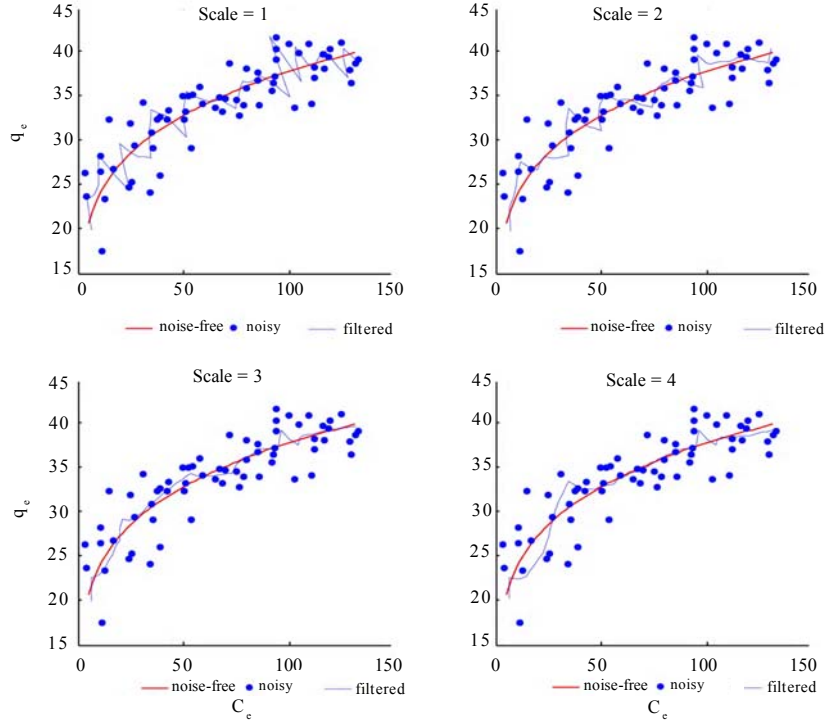 Scale = 1
45
40
35
30
25
20
15
q e
0
50
100
150
noise-free
noisy
filtered
Scale = 2
45
40
35
30
25
20
15
0
50
100
150
noise-free
noisy
filtered
Scale = 3
45
40
35
30
25
20
15
q e
0
50
100
150
noise-free
noisy
filtered
C e
Scale = 4
45
40
35
30
25
20
15
0
50
100
150
noise-free
noisy
filtered
C e